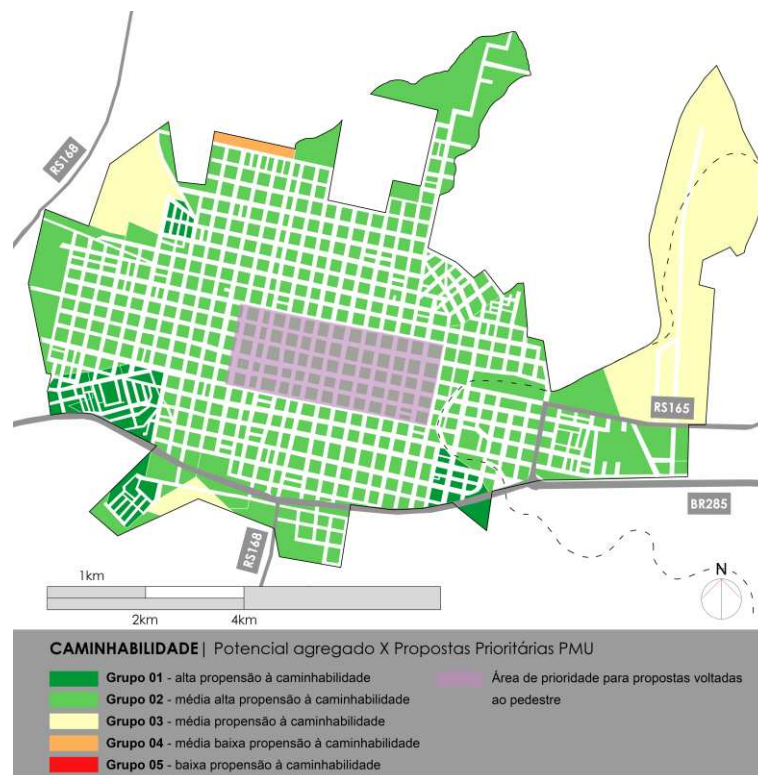 RS168
RS165
BR285
RS168
N
1km
2km 4km
CAMINHABILIDADE | Potencial agregado X Propostas Prioritárias PMU
Grupo 01 - alta propensão à caminhabilidade
Grupo 02 - média alta propensão à caminhabilidade
Grupo 03 - média propensão à caminhabilidade
Grupo 04 - média baixa propensão à caminhabilidade
Grupo 05 - baixa propensão à caminhabilidade
Área de prioridade para propostas voltadas
ao pedestre